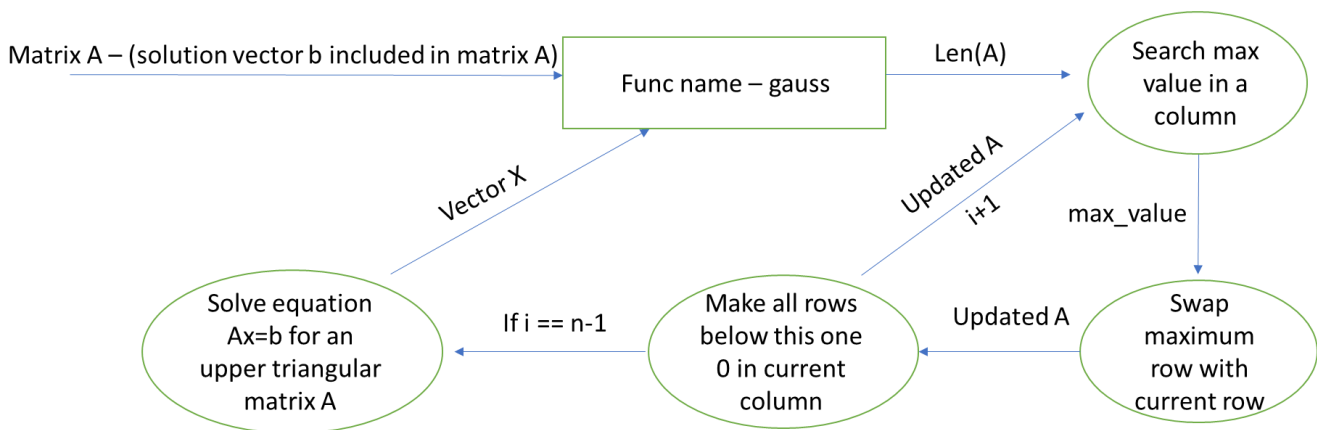 Matrix A – (solution vector b included in matrix A)
Func name – gauss
Len(A)
Search max
value in a
column
Vector X
Updated A
i+1
max_value
Solve equation
Ax=b for an
upper triangular
matrix A
If i == n-1
Make all rows
below this one
0 in current
column
Updated A
Swap
maximum
row with
current row